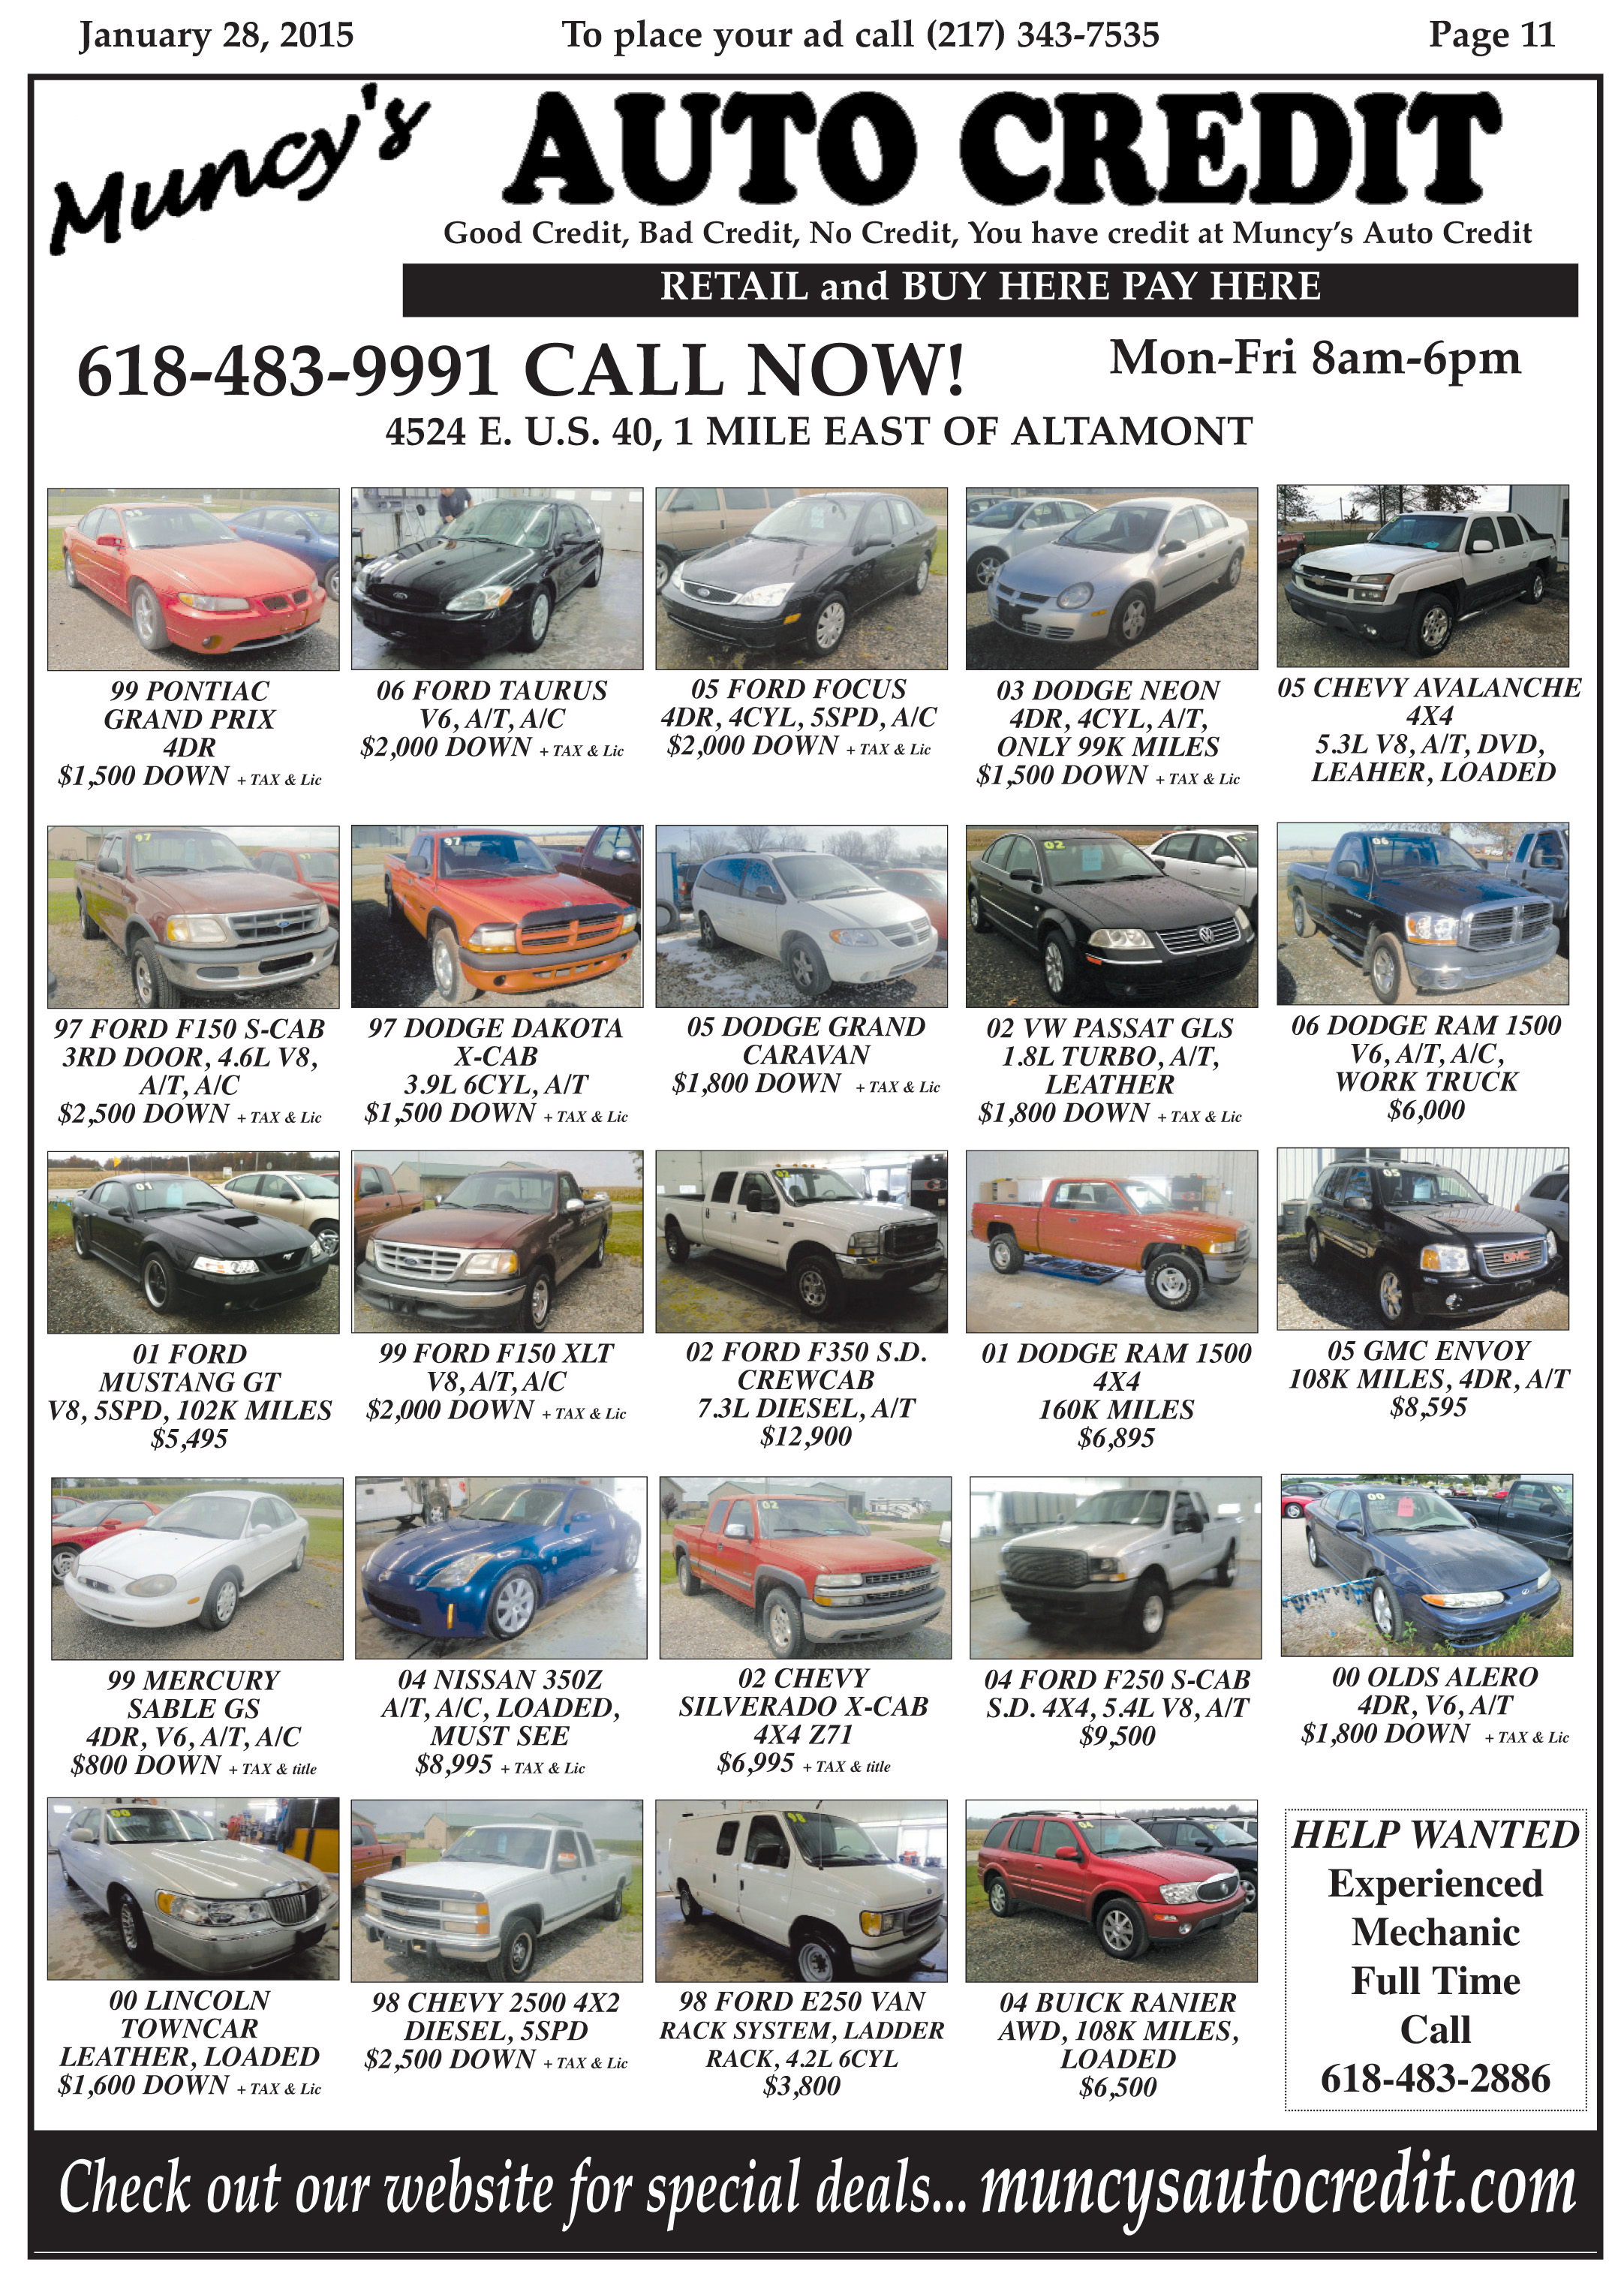 January 28, 2015
To place your ad call (217) 343-7535
Page 11
Muncy's
AUTO CREDIT
Good Credit, Bad Credit, No Credit, You have credit at Muncy's Auto Credit
RETAIL and BUY HERE PAY HERE
618-483-9991 CALL NOW!
Mon-Fri 8am-6pm
4524 E. U.S. 40, 1 MILE EAST OF ALTAMONT
99 PONTIAC
GRAND PRIX
4DR
$1,500 DOWN + TAX & Lic
06 FORD TAURUS
V6, A/T, A/C
$2,000 DOWN + TAX & Lic
05 FORD FOCUS
4DR, 4CYL, 5SPD, A/C
$2,000 DOWN + TAX & Lic
03 DODGE NEON
4DR, 4CYL, A/T,
ONLY 99K MILES
$1,500 DOWN + TAX & Lic
05 CHEVY AVALANCHE
4X4
5.3L V8, A/T, DVD,
LEAHER, LOADED
97
97 FORD F150 S-CAB
3RD DOOR, 4.6L V8,
A/T, A/C
$2,500 DOWN + TAX & Lic
97
97 DODGE DAKOTA
X-CAB
3.9L 6CYL, A/T
$1,500 DOWN + TAX & Lic
05 DODGE GRAND
CARAVAN
$1,800 DOWN + TAX & Lic
02
02 VW PASSAT GLS
1.8L TURBO, A/T,
LEATHER
$1,800 DOWN + TAX & Lic
06
06 DODGE RAM 1500
V6, A/T, A/C,
WORK TRUCK
$6,000
01
01 FORD
MUSTANG GT
V8, 5SPD, 102K MILES
$5,495
99 FORD F150 XLT
V8, A/T, A/C
$2,000 DOWN + TAX & Lic
02
02 FORD F350 S.D.
CREWCAB
7.3L DIESEL, A/T
$12,900
01 DODGE RAM 1500
4X4
160K MILES
$6,895
05
GMC
05 GMC ENVOY
108K MILES, 4DR, A/T
$8,595
99 MERCURY
SABLE GS
4DR, V6, A/T, A/C
$800 DOWN + TAX & title
04 NISSAN 350Z
A/T, A/C, LOADED,
MUST SEE
$8,995 + TAX & Lic
02
02 CHEVY
SILVERADO X-CAB
4X4 Z71
$6,995 + TAX & title
04 FORD F250 S-CAB
S.D. 4X4, 5.4L V8, A/T
$9,500
00
00 OLDS ALERO
4DR, V6, A/T
$1,800 DOWN + TAX & Lic
00
00 LINCOLN
TOWNCAR
LEATHER, LOADED
$1,600 DOWN + TAX & Lic
98 CHEVY 2500 4X2
DIESEL, 5SPD
$2,500 DOWN + TAX & Lic
98
98 FORD E250 VAN
RACK SYSTEM, LADDER
RACK, 4.2L 6CYL
$3,800
04
04 BUICK RANIER
AWD, 108K MILES,
LOADED
$6,500
HELP WANTED
Experienced
Mechanic
Full Time
Call
618-483-2886
Check out our website for special deals... muncysautocredit.com